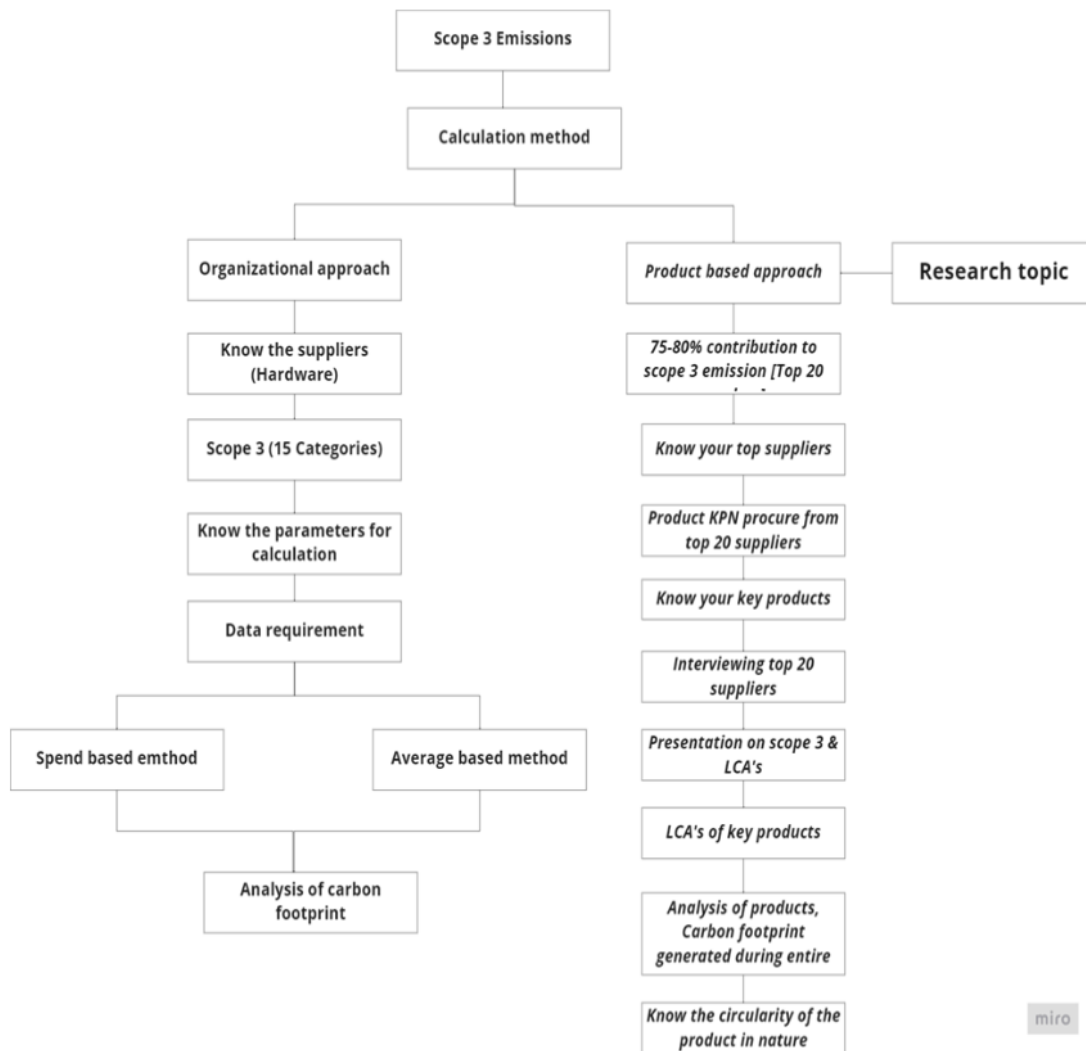 Scope 3 Emissions
Calculation method
Organizational approach
Know the suppliers
(Hardware)
Scope 3 (15 Categories)
Know the parameters for
calculation
Data requirement
Spend based emthod
Average based method
Analysis of carbon
footprint
Product based approach
Research topic
75-80% contribution to
scope 3 emission [Top 20
Know your top suppliers
Product KPN procure from
top 20 suppliers
Know your key products
Interviewing top 20
suppliers
Presentation on scope 3 &
LCA's
LCA's of key products
Analysis of products,
Carbon footprint
generated during entire
Know the circularity of the
product in nature
miro